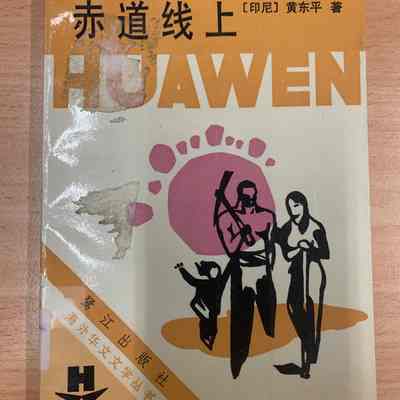 赤道线上 [印尼] 黄东平 著
HUAWEN
鹭江出版社
海外华文文学丛书
H